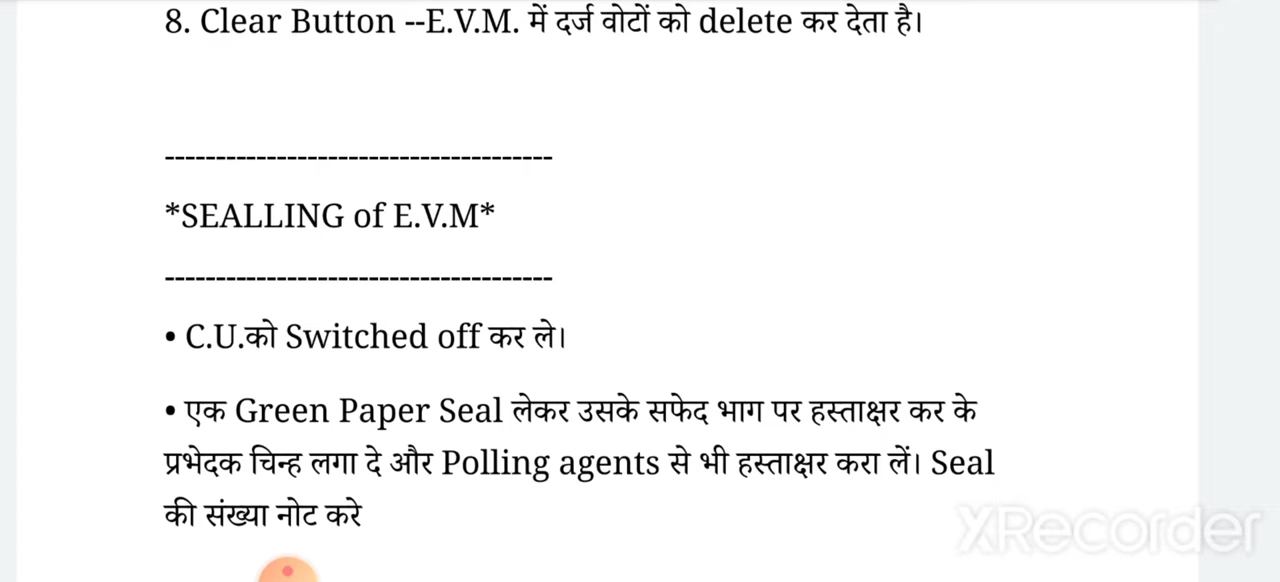 8. Clear Button --E.V.M. में दर्ज वोटों को delete कर देता है।
--------------------------------------
*SEALLING of E.V.M*
--------------------------------------
• C.U.को Switched off कर ले।
• एक Green Paper Seal लेकर उसके सफेद भाग पर हस्ताक्षर कर के
प्रभेदक चिन्ह लगा दे और Polling agents से भी हस्ताक्षर करा लें। Seal
की संख्या नोट करे
XRecorder